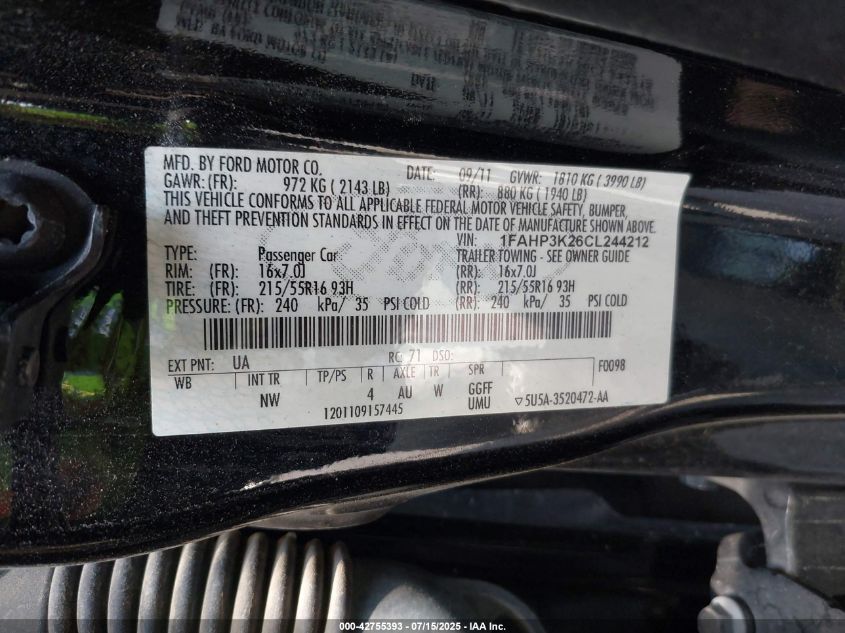 MFD. BY FORD MOTOR CO. DATE: 09/11 GVWR: 1810 KG ( 3990 LB)
GAWR: (FR): 972 KG ( 2143 LB) (RR): 880 KG ( 1940 LB)
THIS VEHICLE CONFORMS TO ALL APPLICABLE FEDERAL MOTOR VEHICLE SAFETY, BUMPER,
AND THEFT PREVENTION STANDARDS IN EFFECT ON THE DATE OF MANUFACTURE SHOWN ABOVE.
VIN: 1FAHP3K26CL244212
TYPE: Passenger Car TRAILER TOWING - SEE OWNER GUIDE
RIM: (FR): 16x7.0J (RR): 16x7.0J
TIRE: (FR): 215/55R16 93H (RR): 215/55R16 93H
PRESSURE: (FR): 240 kPa/ 35 PSI COLD (RR): 240 kPa/ 35 PSI COLD
EXT PNT: UA RC: 71 DSO: F0098
WB INT TR TP/PS R AXLE TR SPR
NW 4 AU W GGFF
UMU ▽5U5A-3520472-AA
1201109157445
000-42755393 - 07/15/2025 - IAA Inc.